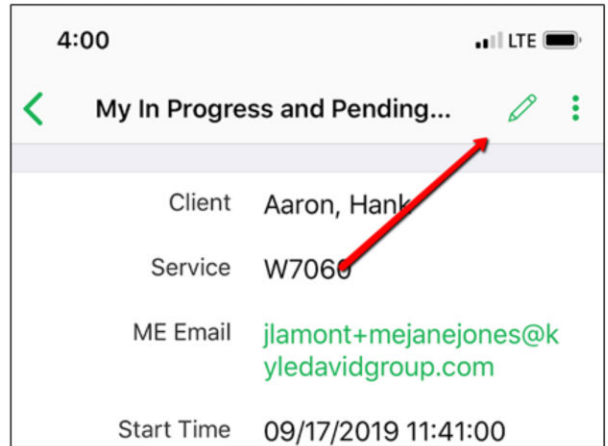 4:00 LTE
My In Progress and Pending...
Client Aaron, Hank
Service W7060
ME Email jlamont+mejanejones@k
yledavidgroup.com
Start Time 09/17/2019 11:41:00